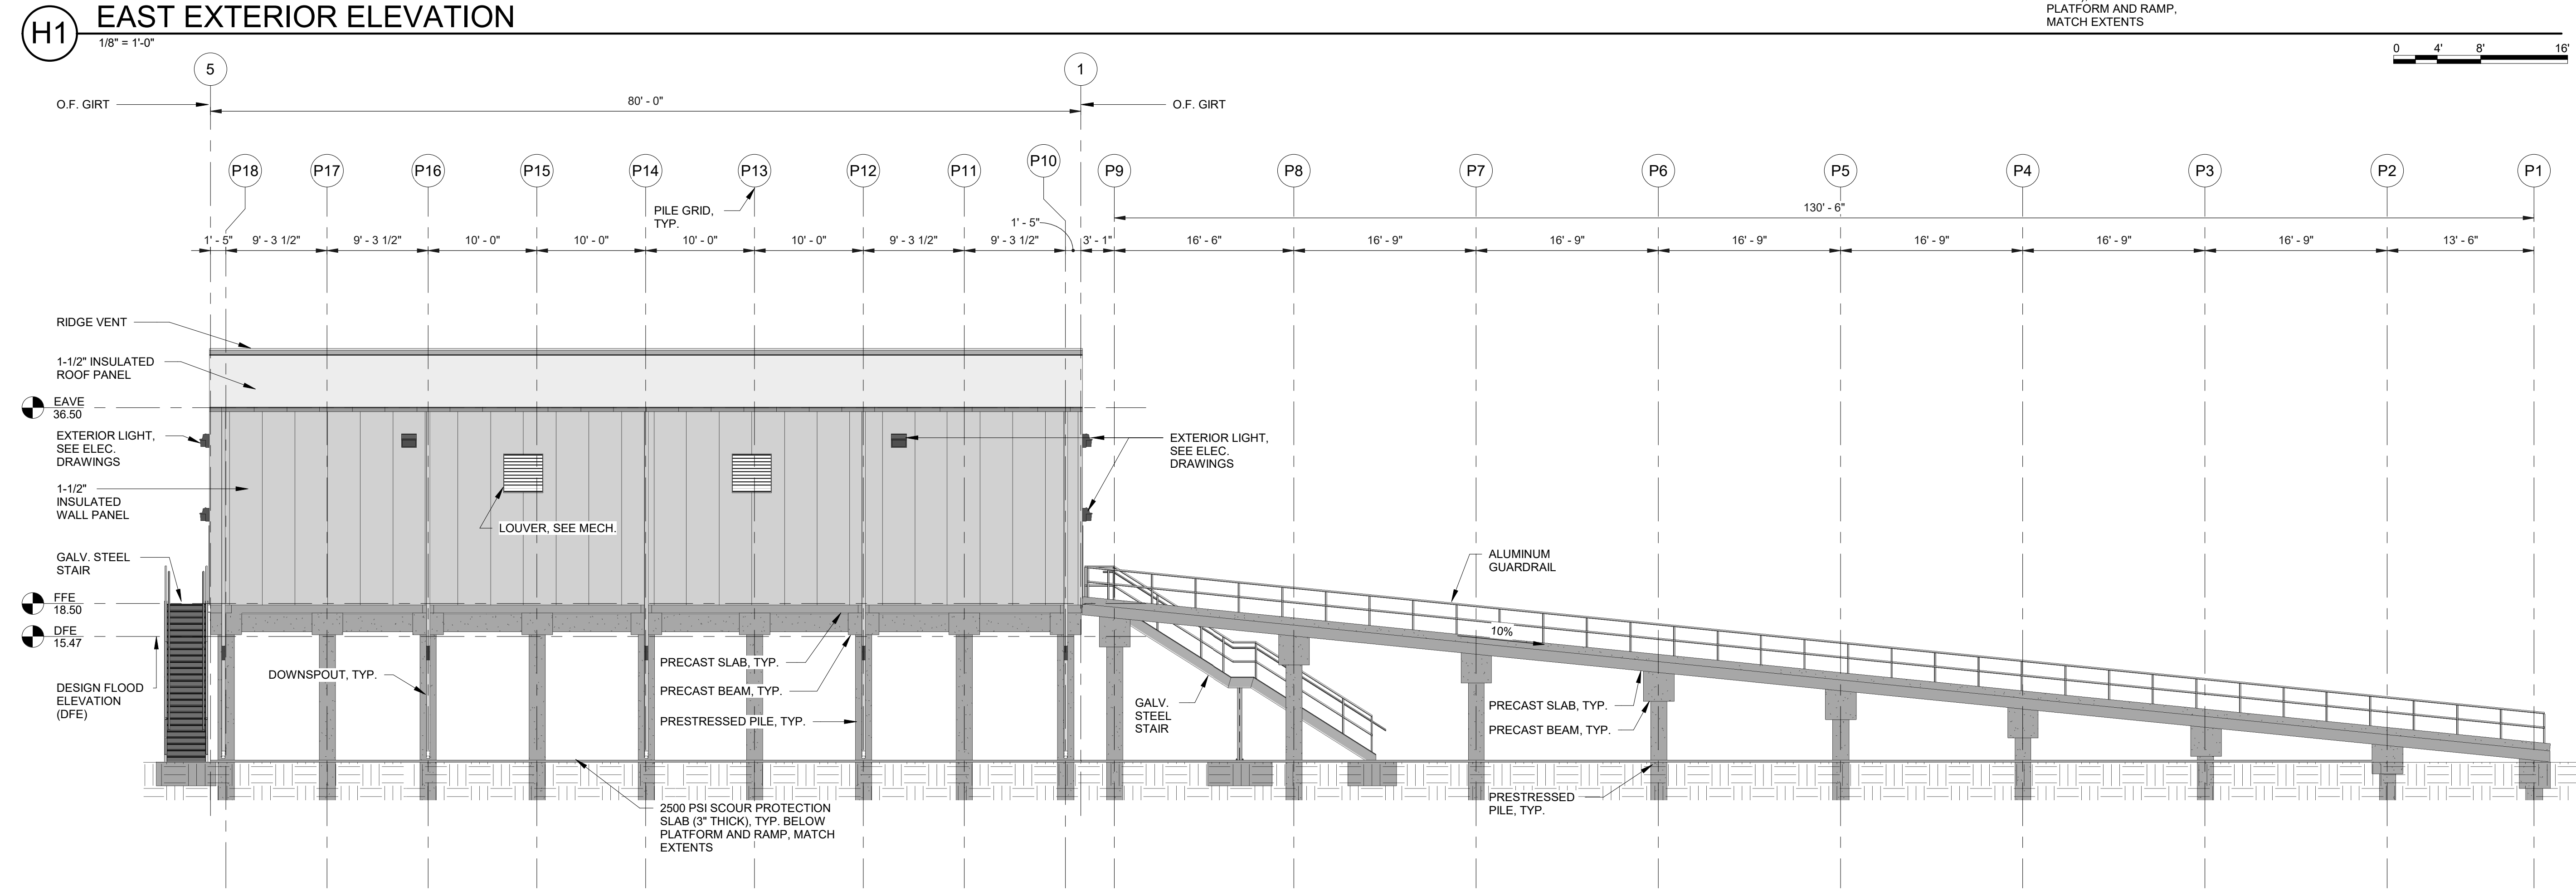 PLATFORM AND RAMP,
MATCH EXTENTS
H1
EAST EXTERIOR ELEVATION
1/8" = 1'-0"
0 4' 8' 16'
5
1
O.F. GIRT
80' - 0"
O.F. GIRT
P18
P17
P16
P15
P14
P13
P12
P11
P10
P9
P8
P7
P6
P5
P4
P3
P2
P1
PILE GRID,
TYP.
130' - 6"
1' - 5"
1' - 5"
9' - 3 1/2"
9' - 3 1/2"
10' - 0"
10' - 0"
10' - 0"
10' - 0"
9' - 3 1/2"
9' - 3 1/2"
3' - 1"
16' - 6"
16' - 9"
16' - 9"
16' - 9"
16' - 9"
16' - 9"
16' - 9"
13' - 6"
RIDGE VENT
1-1/2" INSULATED
ROOF PANEL
EAVE
36.50
EXTERIOR LIGHT,
SEE ELEC.
DRAWINGS
1-1/2"
INSULATED
WALL PANEL
EXTERIOR LIGHT,
SEE ELEC.
DRAWINGS
LOUVER, SEE MECH.
GALV. STEEL
STAIR
FFE
18.50
DFE
15.47
DESIGN FLOOD
ELEVATION
(DFE)
DOWNSPOUT, TYP.
PRECAST SLAB, TYP.
PRECAST BEAM, TYP.
PRESTRESSED PILE, TYP.
ALUMINUM
GUARDRAIL
10%
GALV.
STEEL
STAIR
PRECAST SLAB, TYP.
PRECAST BEAM, TYP.
PRESTRESSED
PILE, TYP.
2500 PSI SCOUR PROTECTION
SLAB (3" THICK), TYP. BELOW
PLATFORM AND RAMP, MATCH
EXTENTS